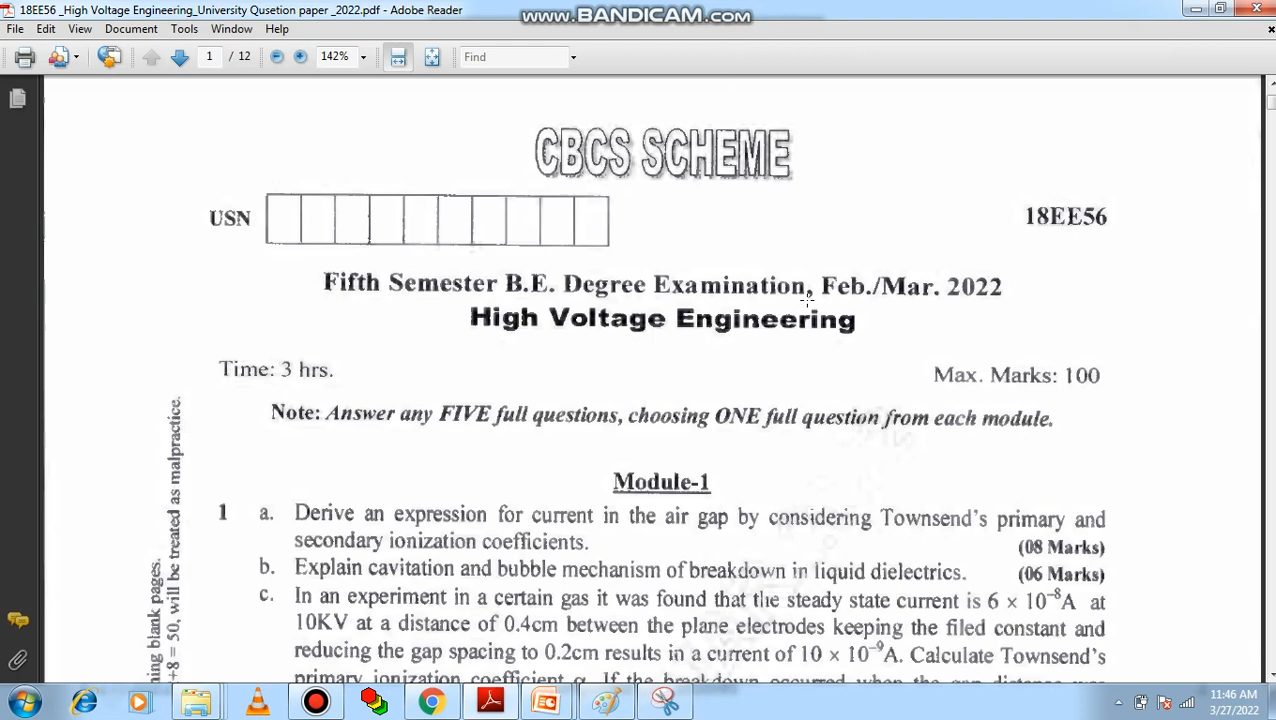 18EE56 _High Voltage Engineering_University Qusetion paper _2022.pdf - Adobe Reader
www.BANDICAM.com
File Edit View Document Tools Window Help
1 / 12 142% Find
CBCS SCHEME
USN
18EE56
Fifth Semester B.E. Degree Examination, Feb./Mar. 2022
High Voltage Engineering
Time: 3 hrs.
Max. Marks: 100
Note: Answer any FIVE full questions, choosing ONE full question from each module.
Module-1
1 a. Derive an expression for current in the air gap by considering Townsend's primary and
secondary ionization coefficients. (08 Marks)
b. Explain cavitation and bubble mechanism of breakdown in liquid dielectrics. (06 Marks)
c. In an experiment in a certain gas it was found that the steady state current is 6 × 10⁻⁸A at
10KV at a distance of 0.4cm between the plane electrodes keeping the filed constant and
reducing the gap spacing to 0.2cm results in a current of 10 × 10⁻⁹A. Calculate Townsend's
primary ionization coefficient α. If the breakdown occurred when the gap distance was
ning blank pages.
+8 = 50, will be treated as malpractice.
11:46 AM
3/27/2022